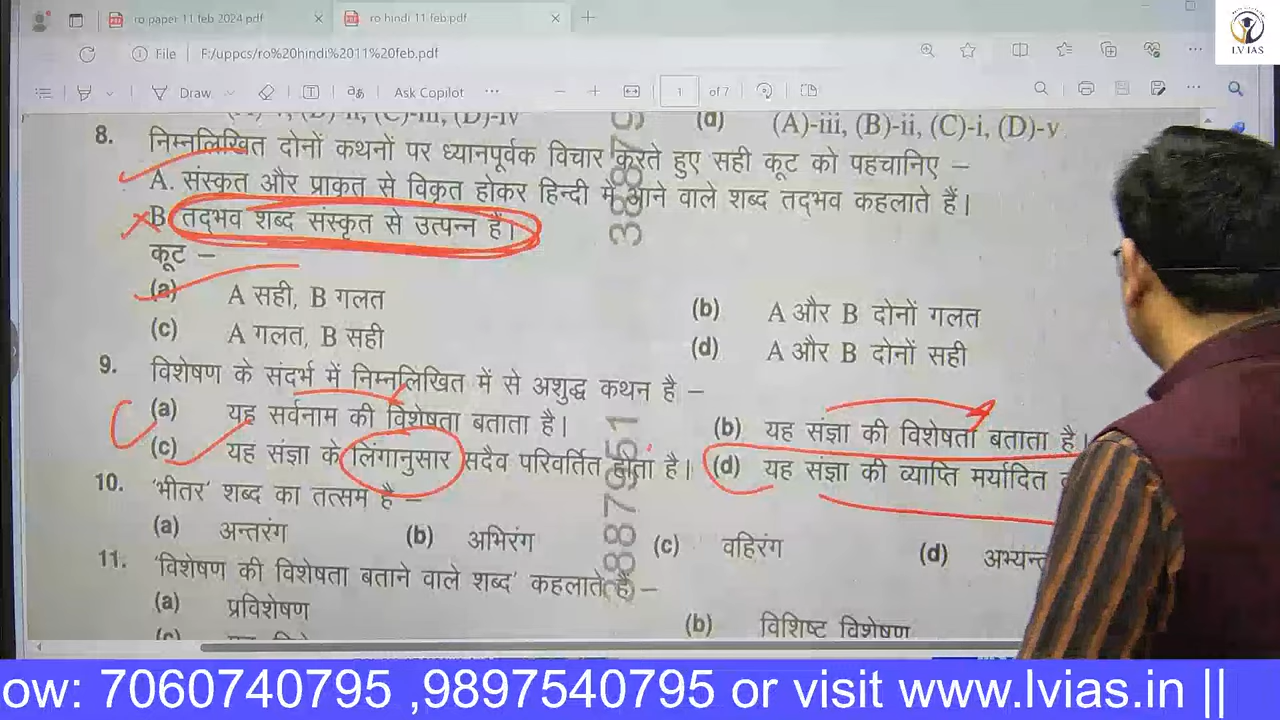 ro paper 11 feb 2024.pdf
ro hindi 11 feb.pdf
LV IAS
File F:/uppcs/ro%20hindi%2011%20feb.pdf
Draw
Ask Copilot
1 of 7
(d) (A)-iii, (B)-ii, (C)-i, (D)-v
8. निम्नलिखित दोनों कथनों पर ध्यानपूर्वक विचार करते हुए सही कूट को पहचानिए –
A. संस्कृत और प्राकृत से विकृत होकर हिन्दी में आने वाले शब्द तद्भव कहलाते हैं।
B तद्भव शब्द संस्कृत से उत्पन्न हैं।
कूट –
(a) A सही, B गलत
(b) A और B दोनों गलत
(c) A गलत, B सही
(d) A और B दोनों सही
9. विशेषण के संदर्भ में निम्नलिखित में से अशुद्ध कथन है –
(a) यह सर्वनाम की विशेषता बताता है।
(b) यह संज्ञा की विशेषता बताता है।
(c) यह संज्ञा के लिंगानुसार सदैव परिवर्तित होता है।
(d) यह संज्ञा की व्याप्ति मर्यादित
10. 'भीतर' शब्द का तत्सम है –
(a) अन्तरंग
(b) अभिरंग
(c) वहिरंग
(d)
11. 'विशेषण की विशेषता बताने वाले शब्द' कहलाते हैं –
(a) प्रविशेषण
(b) विशिष्ट विशेषण
ow: 7060740795 ,9897540795 or visit www.lvias.in ||